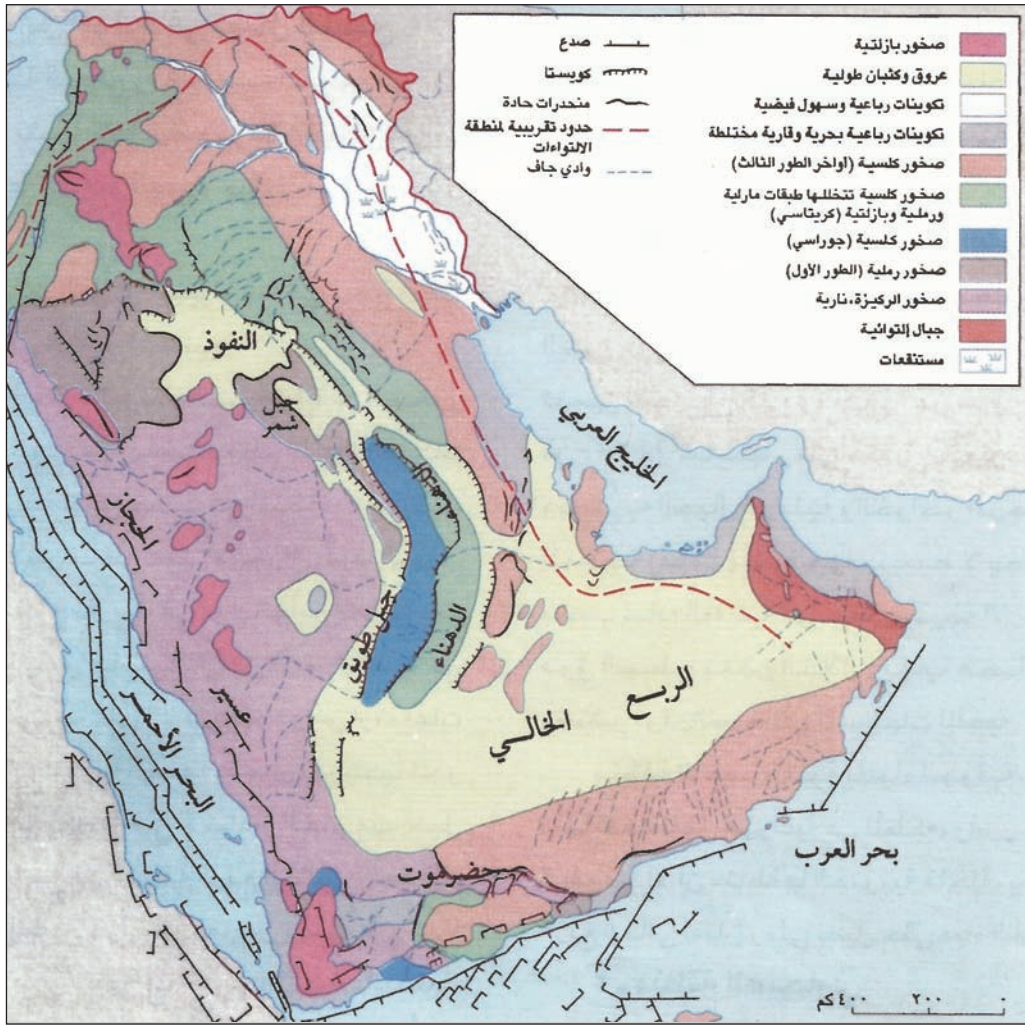 صخور بازلتية
عروق وكثبان طولية
تكوينات رباعية وسهول فيضية
تكوينات رباعية بحرية وقارية مختلطة
صخور كلسية (أواخر الطور الثالث)
صخور كلسية تتخللها طبقات مارلية
ورملية وبازلتية (كريتاسي)
صخور كلسية (جوراسي)
صخور رملية (الطور الأول)
صخور الركيزة، نارية
جبال إلتوائية
مستنقعات
صدع
كويستا
منحدرات حادة
حدود تقريبية لمنطقة
الالتواءات
وادي جاف
النفوذ
جبل
شمر
الخليج العربي
الحجاز
الدهناء
جبل طويق
الدهناء
الربع
الخالي
عسير
البحر الأحمر
حضرموت
بحر العرب
٤٠٠ كم ٢٠٠ ٠